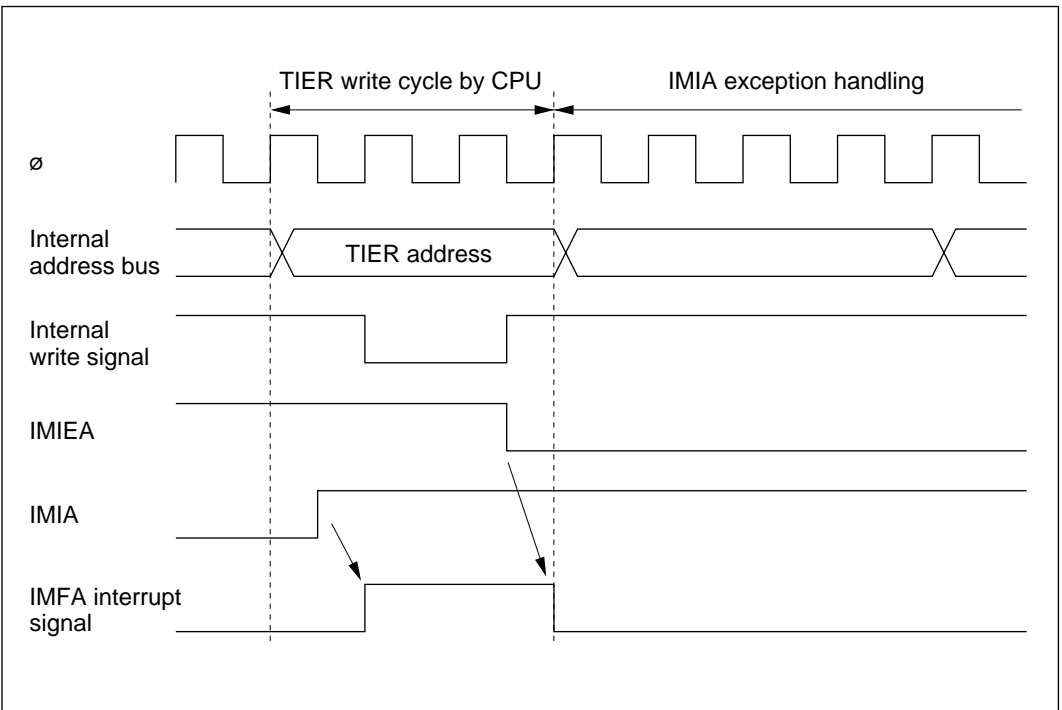 TIER write cycle by CPU
IMIA exception handling
ø
Internal
address bus
TIER address
Internal
write signal
IMIEA
IMIA
IMFA interrupt
signal